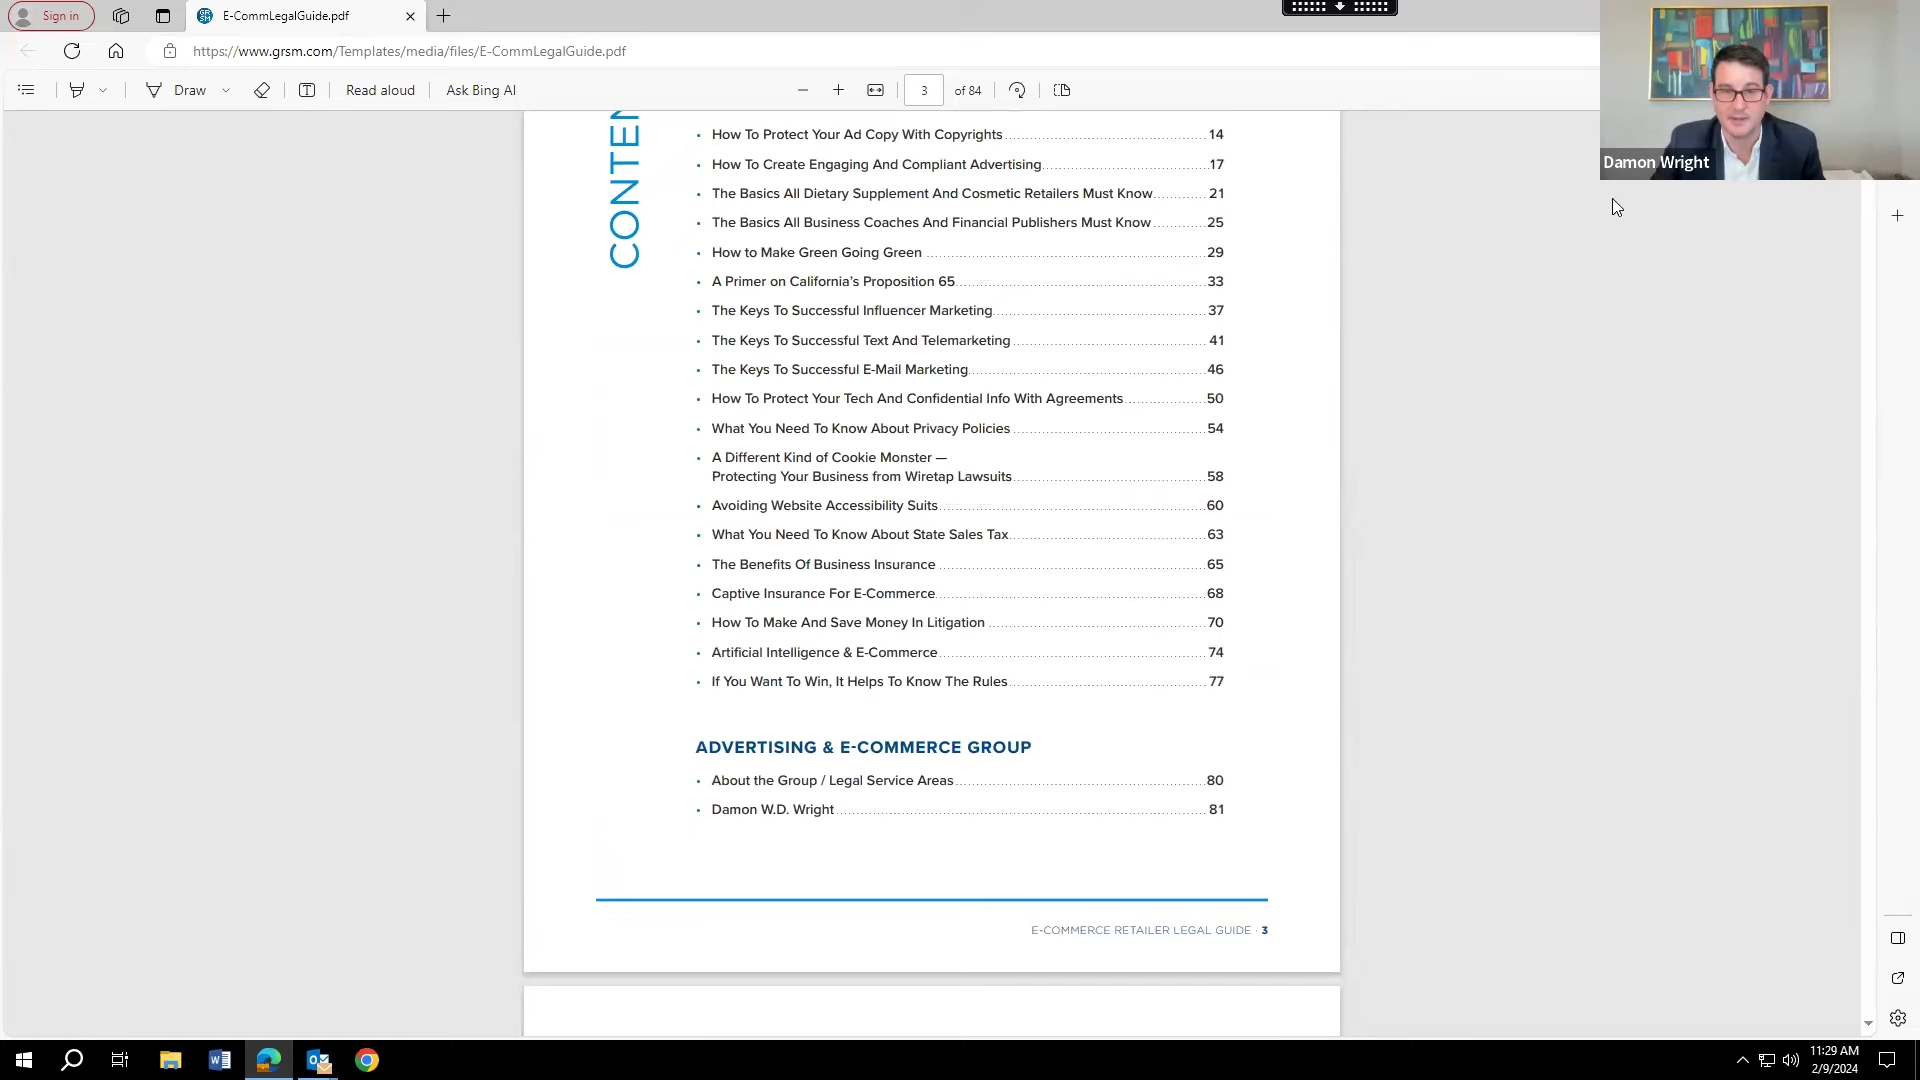 Sign in
E-CommLegalGuide.pdf
https://www.grsm.com/Templates/media/files/E-CommLegalGuide.pdf
Draw
Read aloud
Ask Bing AI
3 of 84
Damon Wright
CONTEN
• How To Protect Your Ad Copy With Copyrights 14
• How To Create Engaging And Compliant Advertising 17
• The Basics All Dietary Supplement And Cosmetic Retailers Must Know 21
• The Basics All Business Coaches And Financial Publishers Must Know 25
• How to Make Green Going Green 29
• A Primer on California’s Proposition 65 33
• The Keys To Successful Influencer Marketing 37
• The Keys To Successful Text And Telemarketing 41
• The Keys To Successful E-Mail Marketing 46
• How To Protect Your Tech And Confidential Info With Agreements 50
• What You Need To Know About Privacy Policies 54
• A Different Kind of Cookie Monster —
Protecting Your Business from Wiretap Lawsuits 58
• Avoiding Website Accessibility Suits 60
• What You Need To Know About State Sales Tax 63
• The Benefits Of Business Insurance 65
• Captive Insurance For E-Commerce 68
• How To Make And Save Money In Litigation 70
• Artificial Intelligence & E-Commerce 74
• If You Want To Win, It Helps To Know The Rules 77
ADVERTISING & E-COMMERCE GROUP
• About the Group / Legal Service Areas 80
• Damon W.D. Wright 81
E-COMMERCE RETAILER LEGAL GUIDE · 3
11:29 AM
2/9/2024